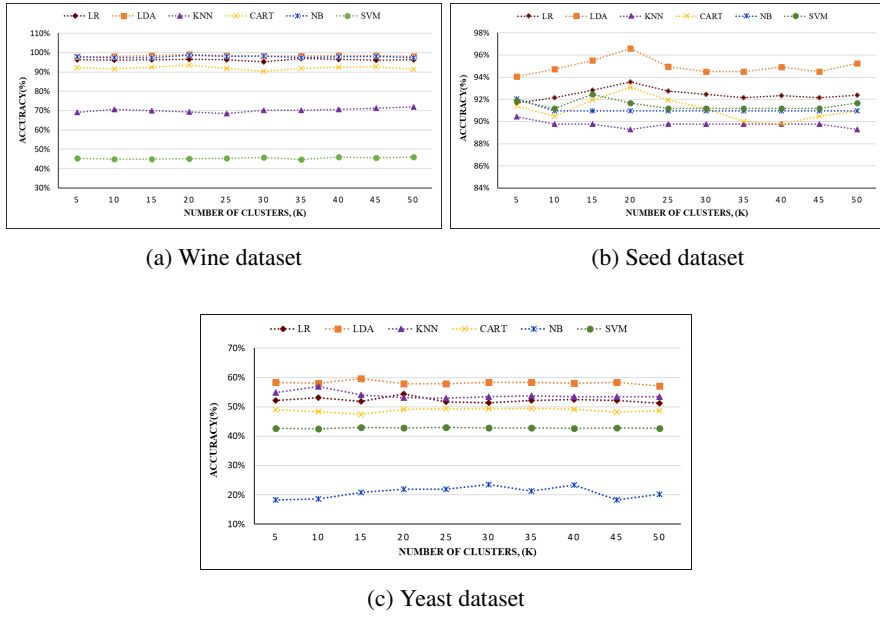 LR LDA KNN CART NB SVM
110%
100%
90%
80%
70%
60%
50%
40%
30%
ACCURACY(%)
5 10 15 20 25 30 35 40 45 50
NUMBER OF CLUSTERS, (K)
(a) Wine dataset
LR LDA KNN CART NB SVM
98%
96%
94%
92%
90%
88%
86%
84%
ACCURACY(%)
5 10 15 20 25 30 35 40 45 50
NUMBER OF CLUSTERS, (K)
(b) Seed dataset
LR LDA KNN CART NB SVM
70%
60%
50%
40%
30%
20%
10%
ACCURACY(%)
5 10 15 20 25 30 35 40 45 50
NUMBER OF CLUSTERS, (K)
(c) Yeast dataset